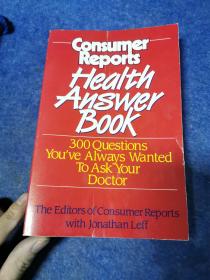 Consumer
Reports
Health
Answer
Book
300 Questions
You've Always Wanted
To Ask Your
Doctor
The Editors of Consumer Reports
with Jonathan Leff